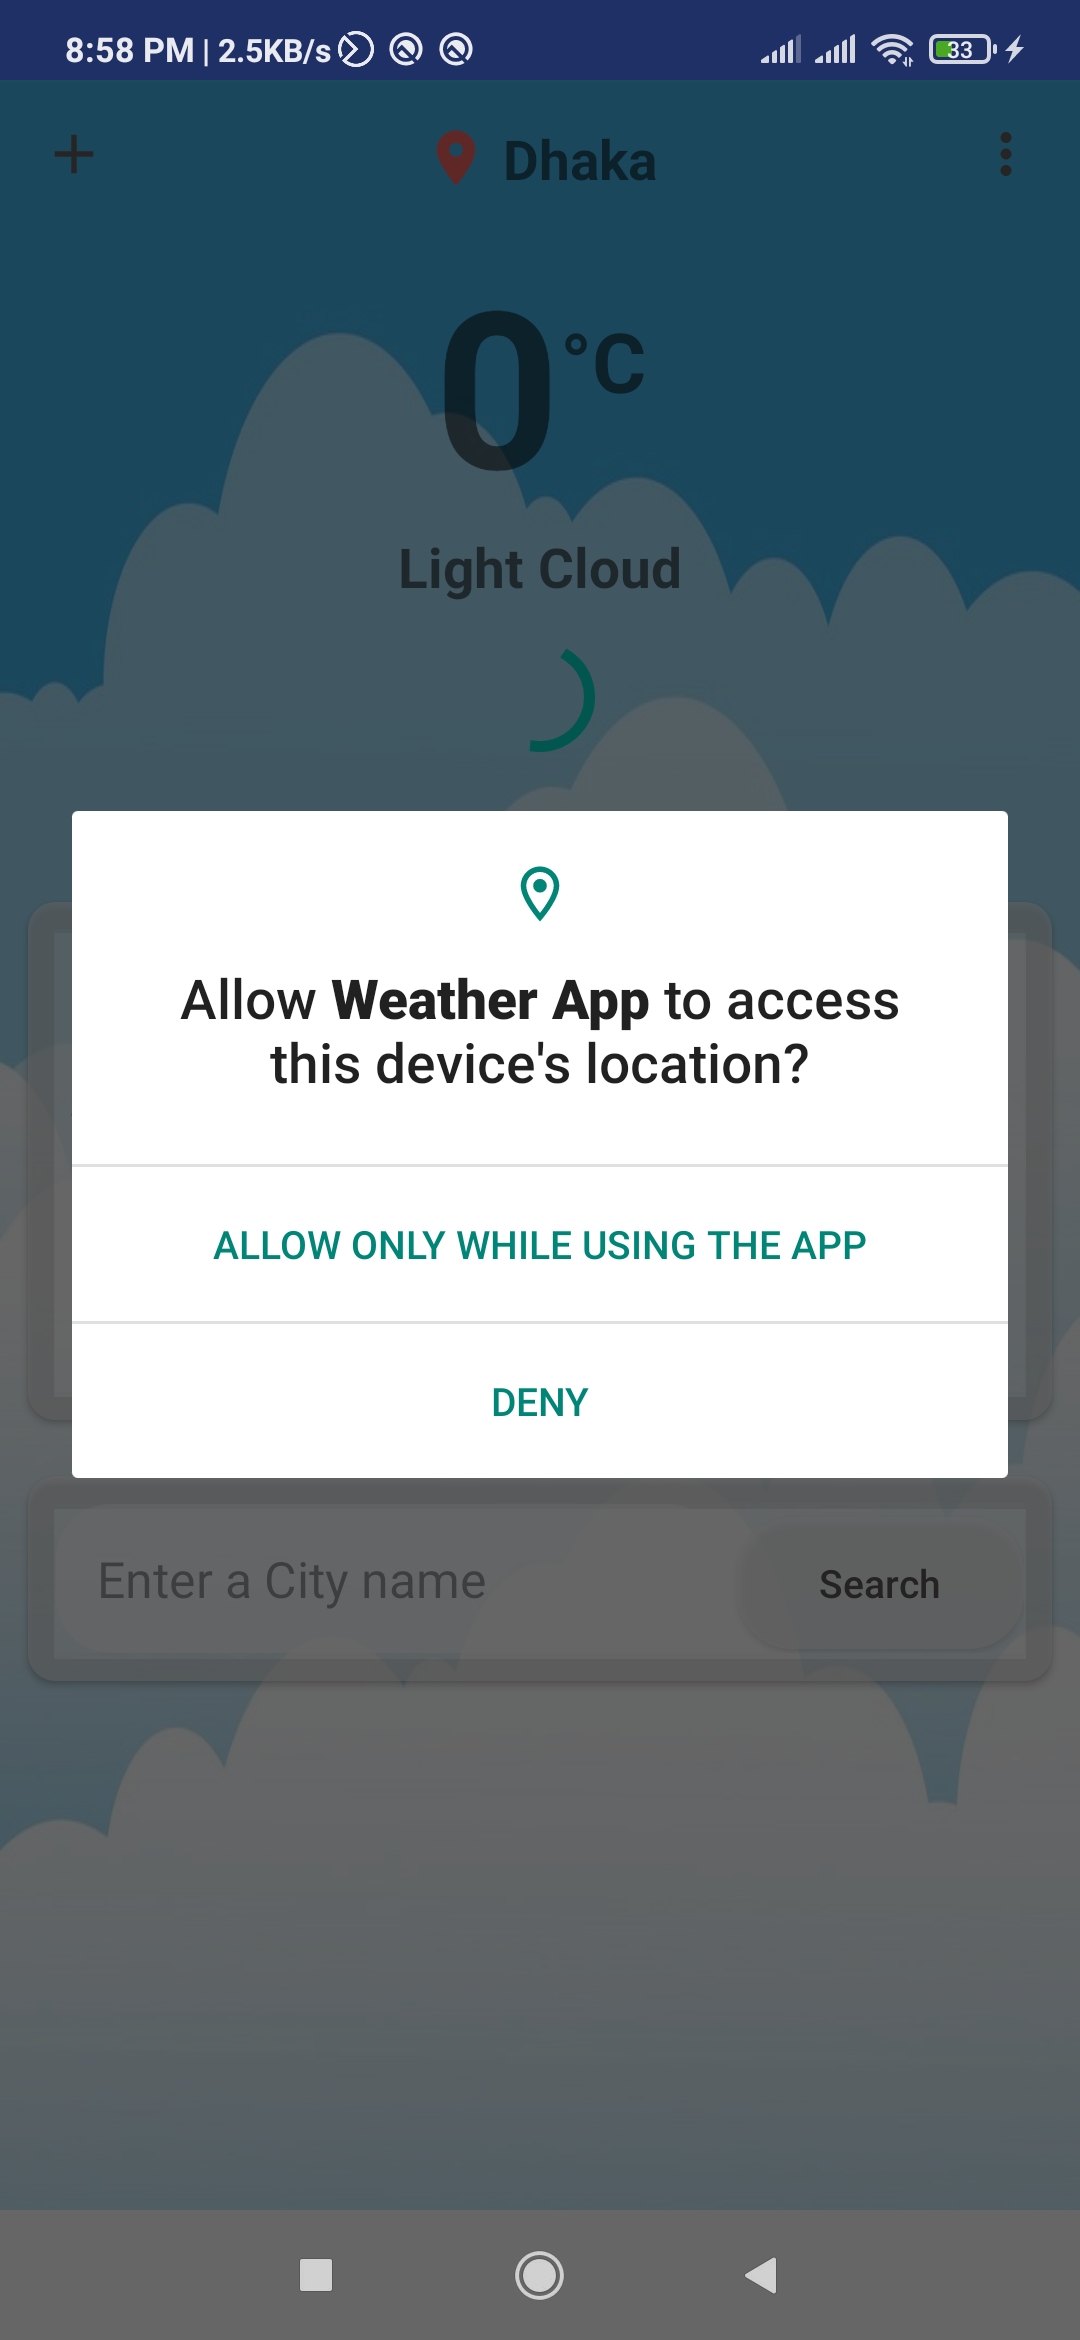 8:58 PM | 2.5KB/s
33
Dhaka
0°C
Light Cloud
Allow Weather App to access
this device's location?
ALLOW ONLY WHILE USING THE APP
DENY
Enter a City name
Search